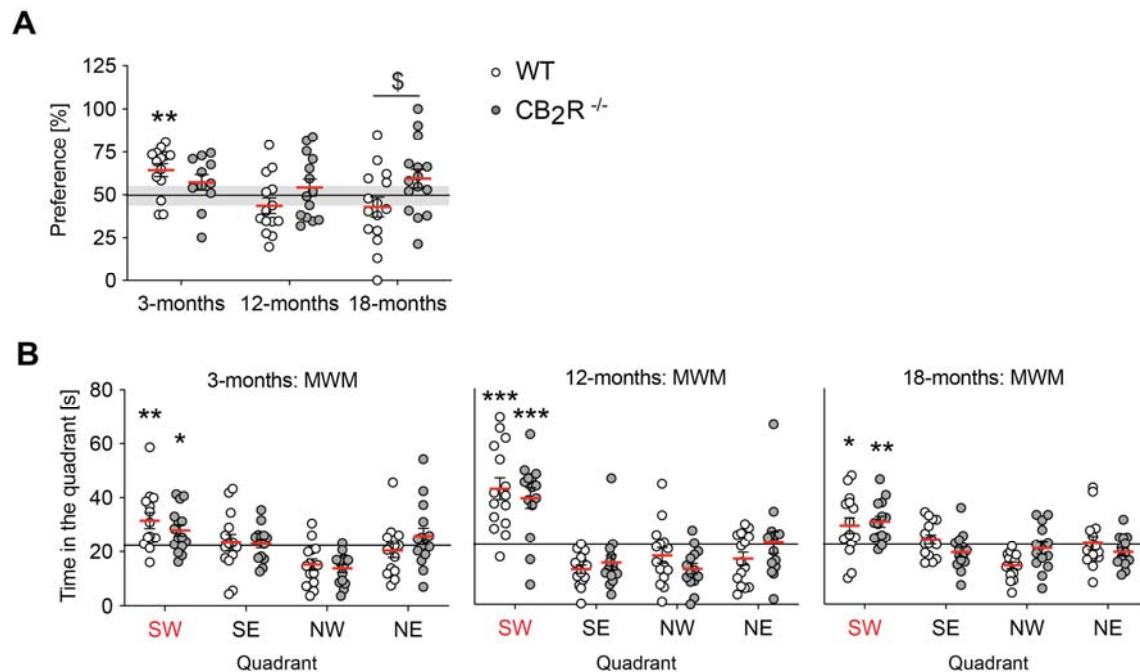 A
125
100
75
50
25
0
Preference [%]
**
$
3-months 12-months 18-months
WT
CB2R -/-
B
3-months: MWM
12-months: MWM
18-months: MWM
Time in the quadrant [s]
80
60
40
20
0
** *
*** ***
* **
SW SE NW NE
SW SE NW NE
SW SE NW NE
Quadrant
Quadrant
Quadrant